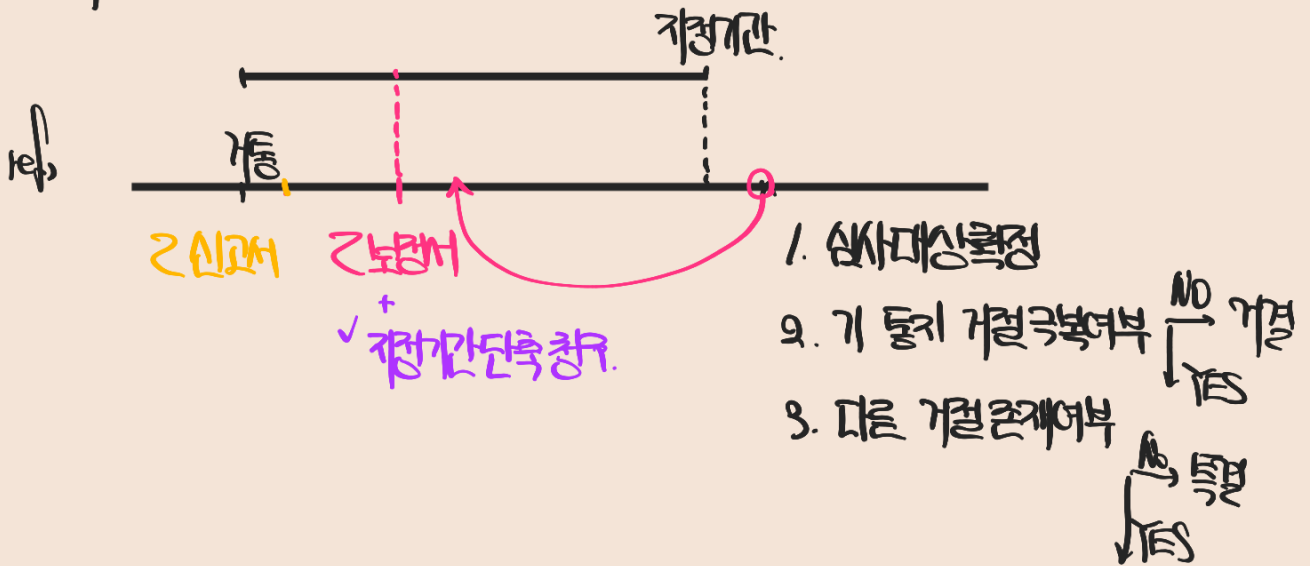 지정기간.
ref)
거통
2 신고서
2 보정서
+
✓ 지정기간 단축 청구.
1. 심사대상확정
2. 기 통지 거절극복여부 NO → 거결
YES
3. 다른 거절존재여부
No → 특결
YES